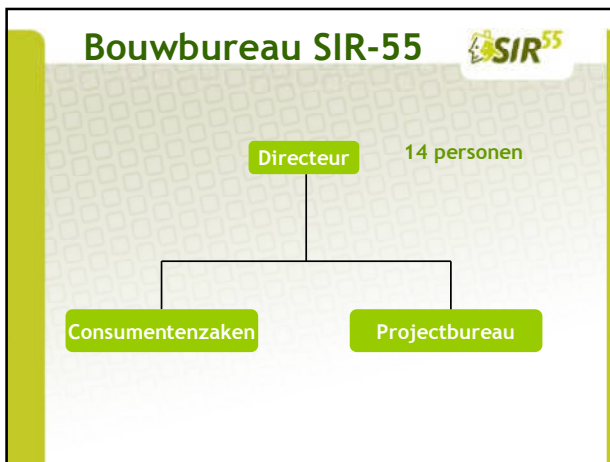 Bouwbureau SIR-55
SIR55
Directeur
14 personen
Consumentenzaken
Projectbureau